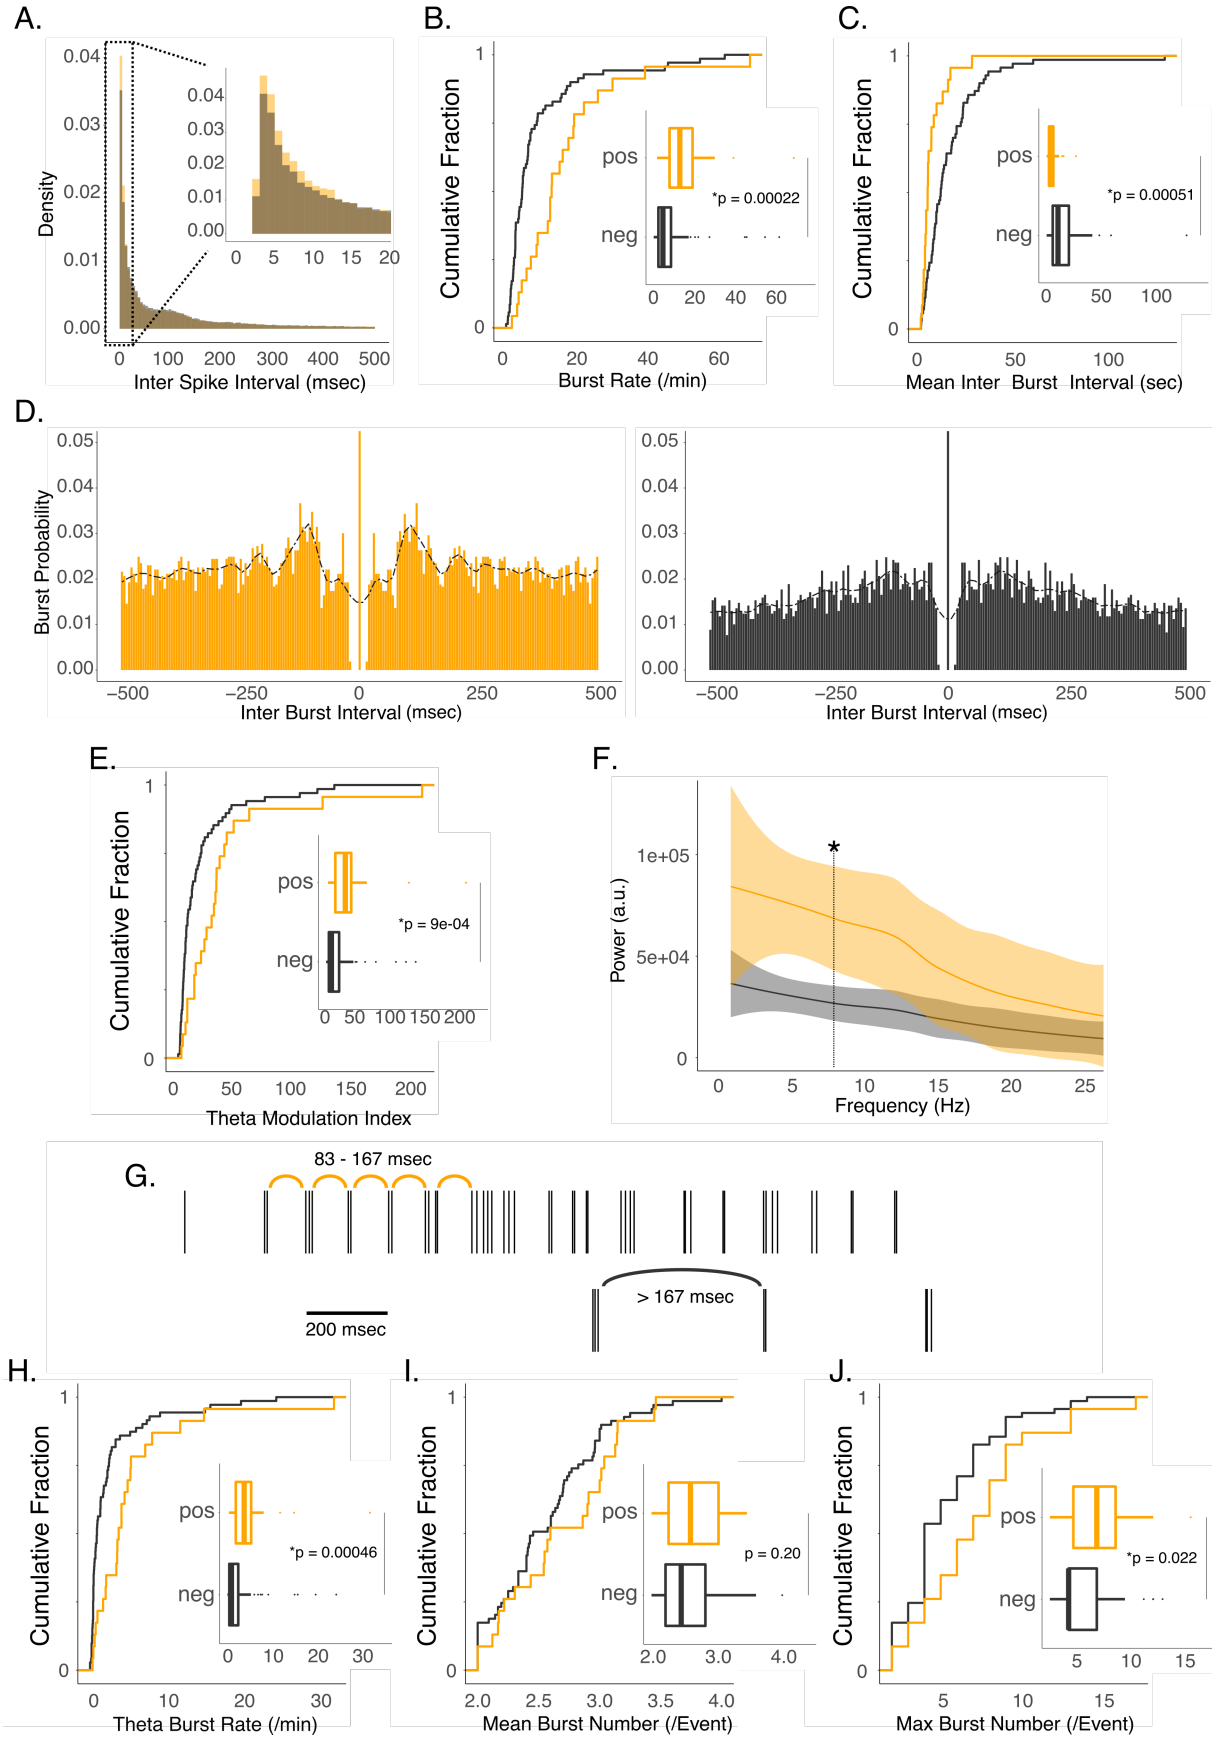 A.
0.04
0.03
0.02
0.01
0.00
Density
0.04
0.03
0.02
0.01
0.00
0 5 10 15 20
0 100 200 300 400 500
Inter Spike Interval (msec)
B.
1
0
Cumulative Fraction
pos
neg
*p = 0.00022
0 20 40 60
0 20 40 60
Burst Rate (/min)
C.
1
0
Cumulative Fraction
pos
neg
*p = 0.00051
0 50 100
0 50 100
Mean Inter Burst Interval (sec)
D.
0.05
0.04
0.03
0.02
0.01
0.00
Burst Probability
−500 −250 0 250 500
Inter Burst Interval (msec)
0.05
0.04
0.03
0.02
0.01
0.00
−500 −250 0 250 500
Inter Burst Interval (msec)
E.
1
0
Cumulative Fraction
pos
neg
*p = 9e-04
0 50 100 150 200
0 50 100 150 200
Theta Modulation Index
F.
1e+05
5e+04
0
Power (a.u.)
*
0 5 10 15 20 25
Frequency (Hz)
G.
83 - 167 msec
> 167 msec
200 msec
H.
1
0
Cumulative Fraction
pos
neg
*p = 0.00046
0 10 20 30
0 10 20 30
Theta Burst Rate (/min)
I.
1
0
Cumulative Fraction
pos
neg
p = 0.20
2.0 3.0 4.0
2.0 2.5 3.0 3.5 4.0
Mean Burst Number (/Event)
J.
1
0
Cumulative Fraction
pos
neg
*p = 0.022
5 10 15
5 10 15
Max Burst Number (/Event)